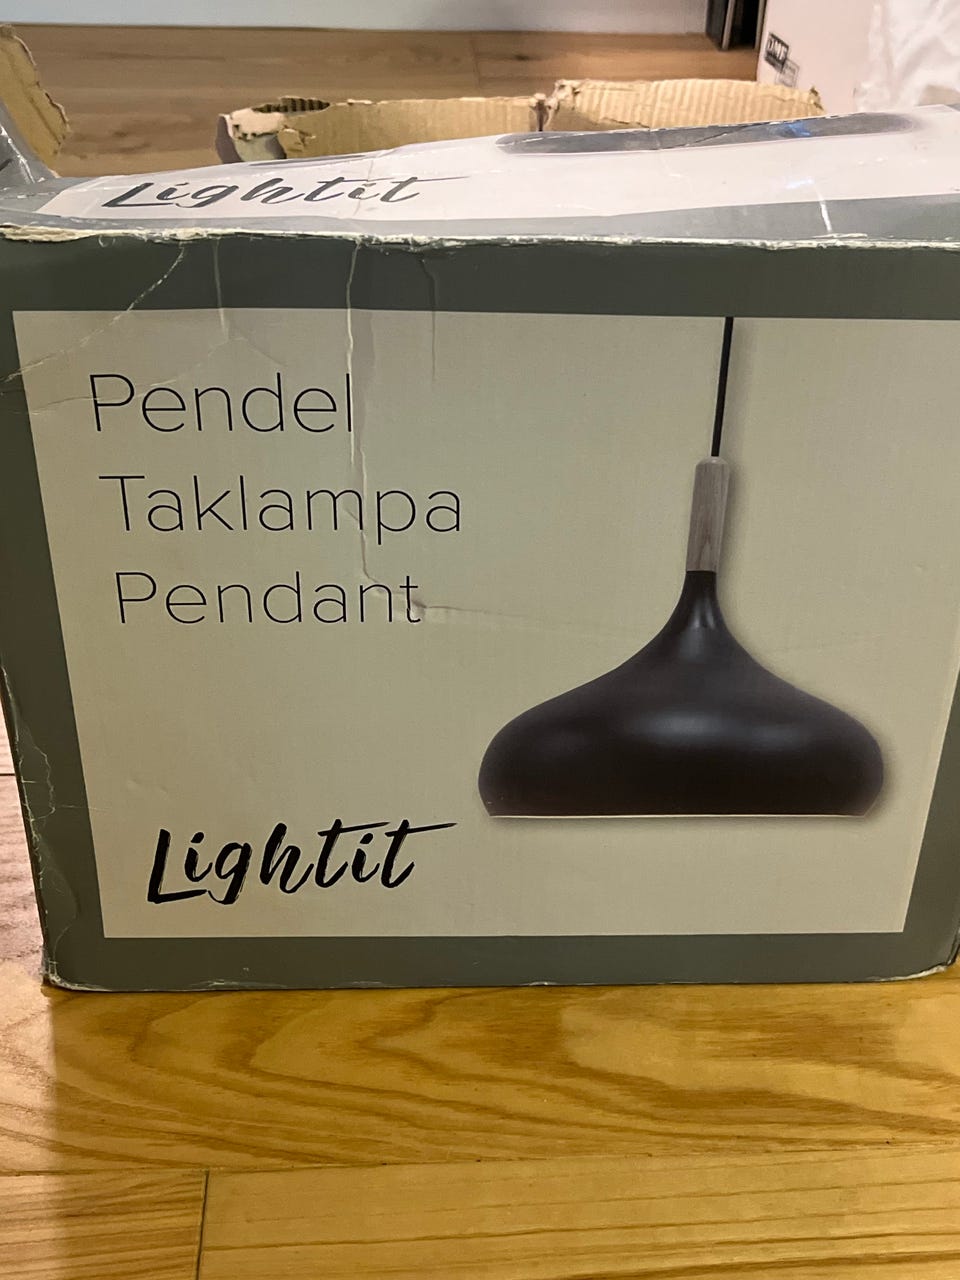 Lightit
Pendel
Taklampa
Pendant
Lightit